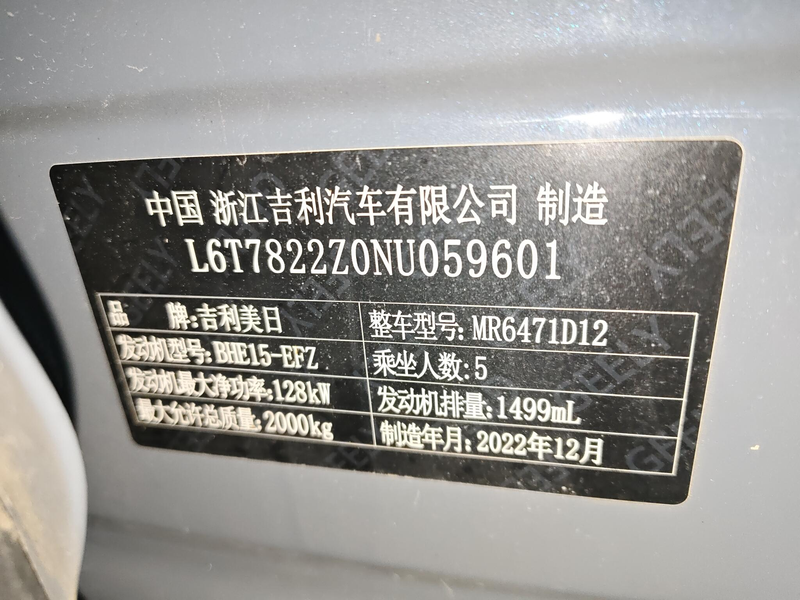 中国 浙江吉利汽车有限公司 制造
L6T7822Z0NU059601
品 牌:吉利美日 整车型号:MR6471D12
发动机型号:BHE15-EFZ 乘坐人数:5
发动机最大净功率:128kW 发动机排量:1499mL
最大允许总质量:2000kg 制造年月:2022年12月
GEELY